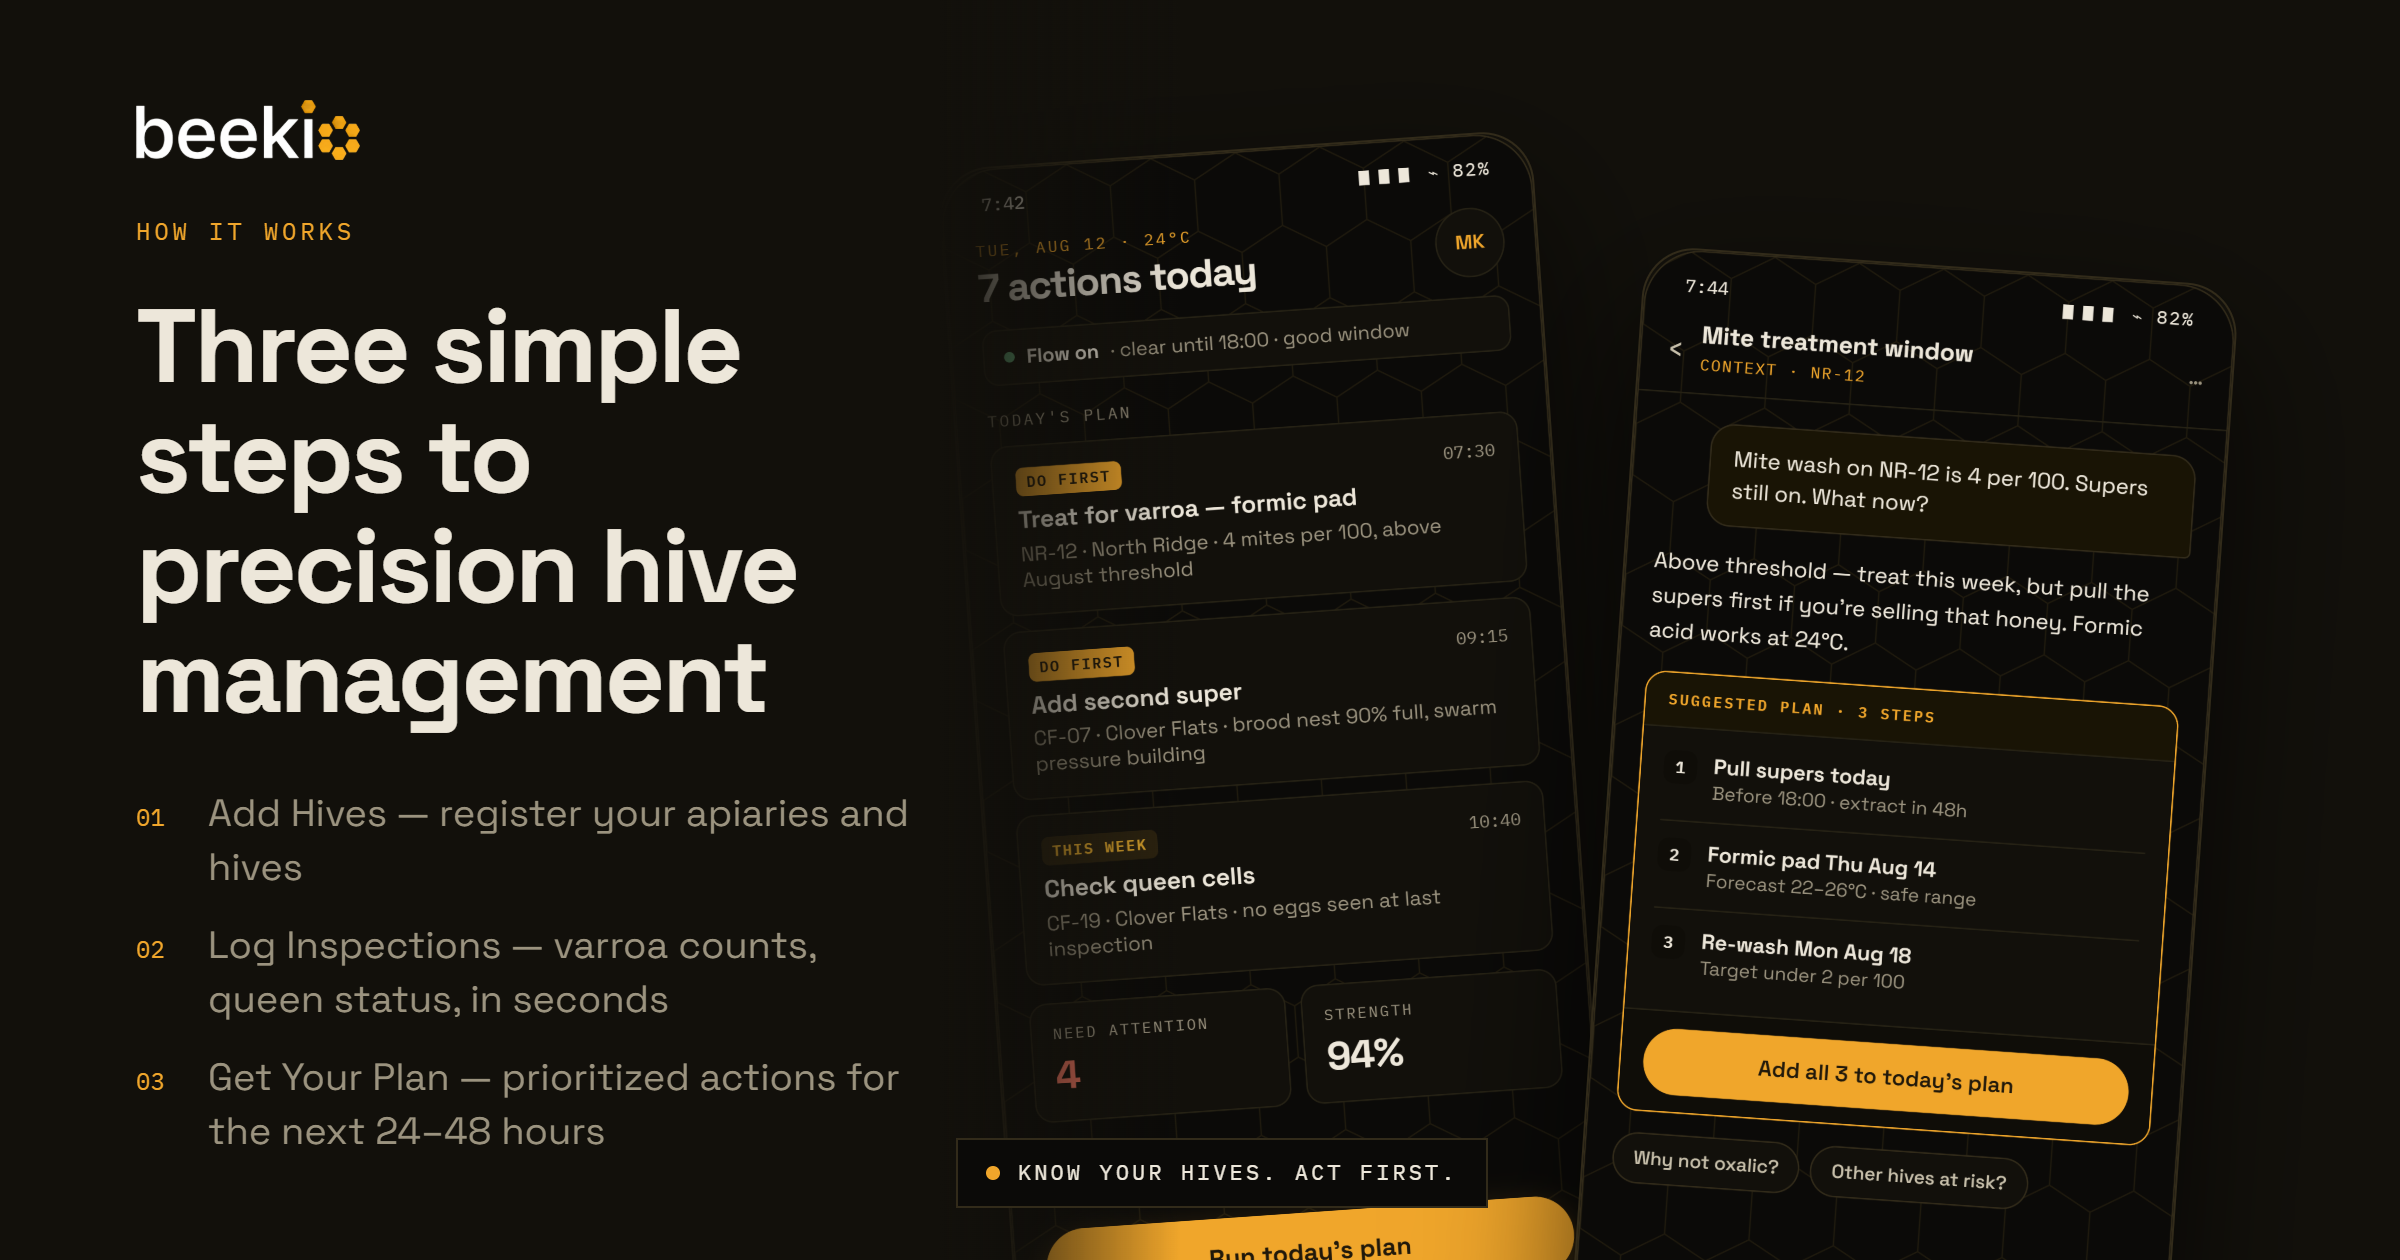 beekio
HOW IT WORKS
Three simple
steps to
precision hive
management
01 Add Hives — register your apiaries and
hives
02 Log Inspections — varroa counts,
queen status, in seconds
03 Get Your Plan — prioritized actions for
the next 24–48 hours
7:42 82%
TUE, AUG 12 · 24°C
7 actions today
MK
Flow on · clear until 18:00 · good window
TODAY'S PLAN
DO FIRST 07:30
Treat for varroa — formic pad
NR-12 · North Ridge · 4 mites per 100, above
August threshold
DO FIRST 09:15
Add second super
CF-07 · Clover Flats · brood nest 90% full, swarm
pressure building
THIS WEEK 10:40
Check queen cells
CF-19 · Clover Flats · no eggs seen at last
inspection
NEED ATTENTION
4
STRENGTH
94%
KNOW YOUR HIVES. ACT FIRST.
Run today's plan
7:44 82%
< Mite treatment window
CONTEXT · NR-12
…
Mite wash on NR-12 is 4 per 100. Supers
still on. What now?
Above threshold — treat this week, but pull the
supers first if you're selling that honey. Formic
acid works at 24°C.
SUGGESTED PLAN · 3 STEPS
1 Pull supers today
Before 18:00 · extract in 48h
2 Formic pad Thu Aug 14
Forecast 22–26°C · safe range
3 Re-wash Mon Aug 18
Target under 2 per 100
Add all 3 to today's plan
Why not oxalic?
Other hives at risk?